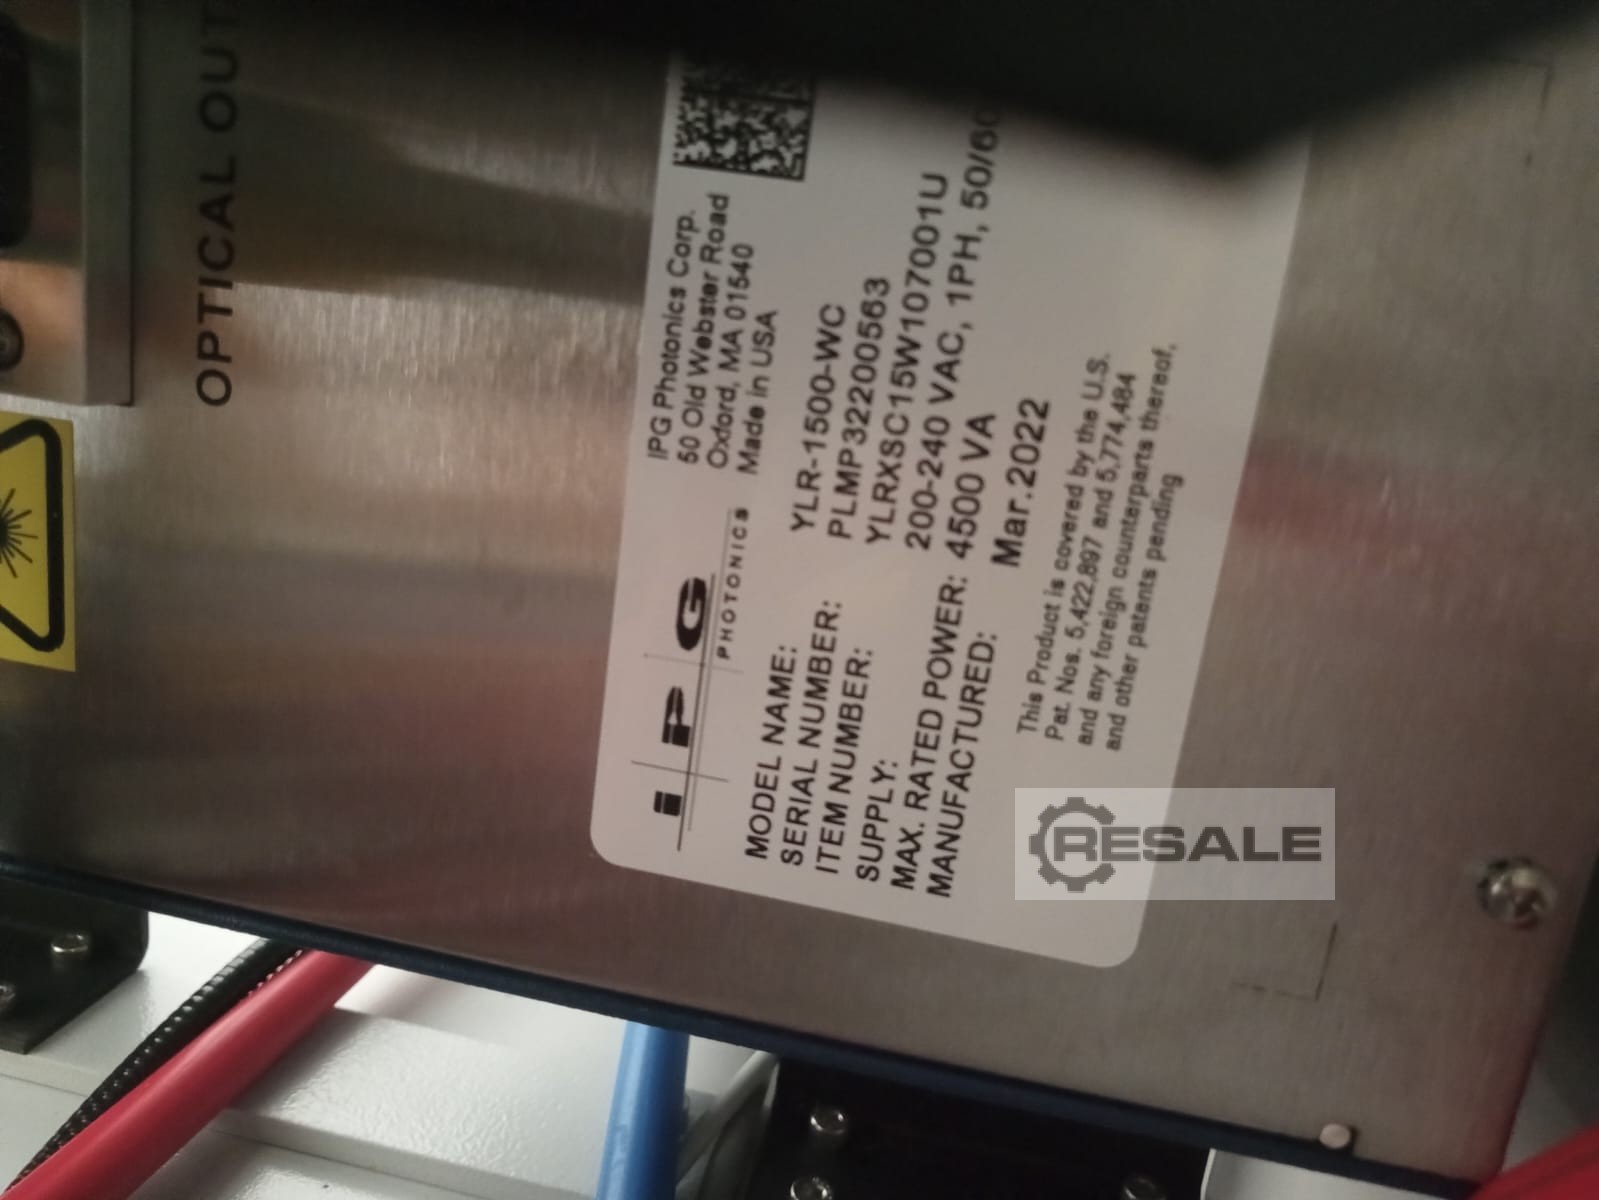 OPTICAL OUT
iPG
PHOTONICS
IPG Photonics Corp.
50 Old Webster Road
Oxford, MA 01540
Made in USA
MODEL NAME: YLR-1500-WC
SERIAL NUMBER: PLMP32200563
ITEM NUMBER: YLRXSC15W107001U
SUPPLY: 200-240 VAC, 1PH, 50/60
MAX. RATED POWER: 4500 VA
MANUFACTURED: Mar.2022
This Product is covered by the U.S.
Pat. Nos. 5,422,897 and 5,774,484
and any foreign counterparts thereof,
and other patents pending
RESALE